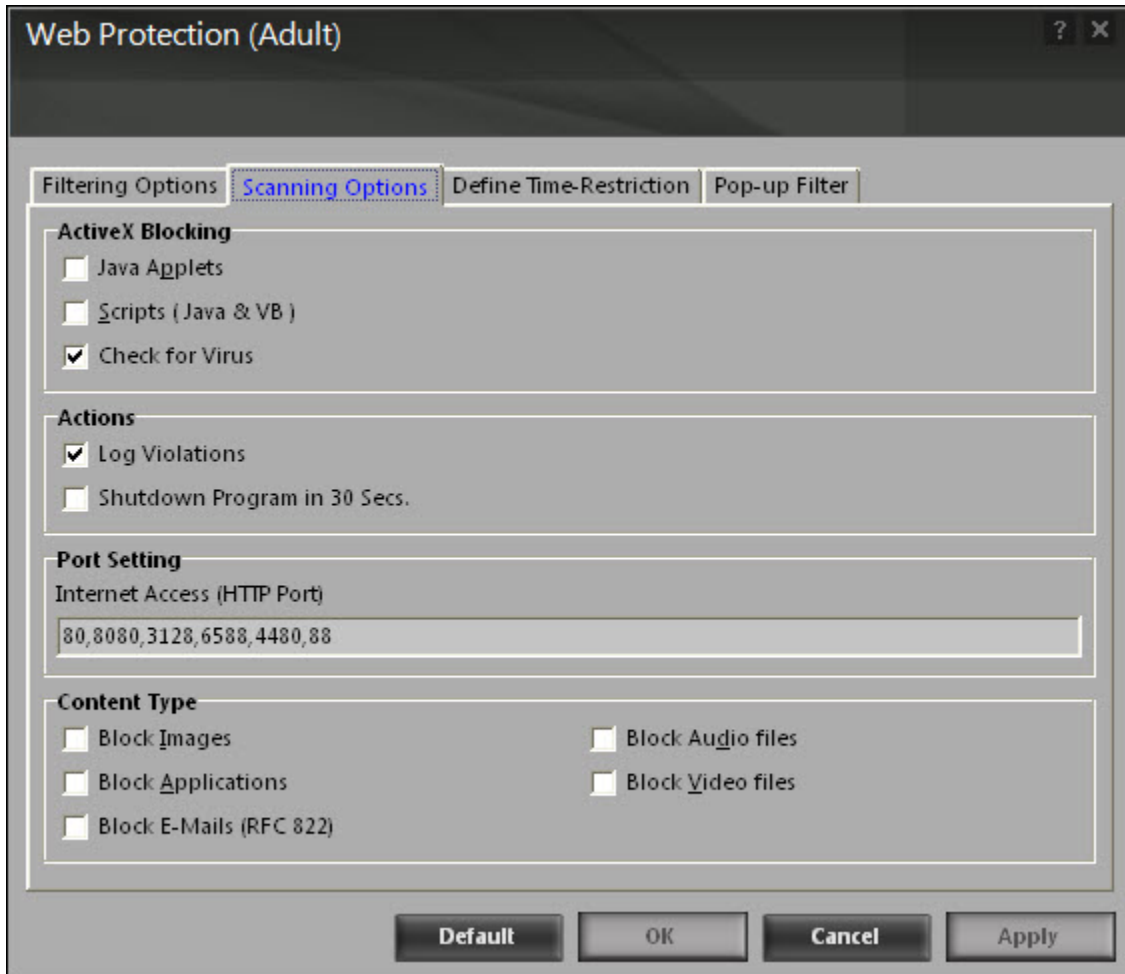 Web Protection (Adult)
? X
Filtering Options Scanning Options Define Time-Restriction Pop-up Filter
ActiveX Blocking
Java Applets
Scripts ( Java & VB )
Check for Virus
Actions
Log Violations
Shutdown Program in 30 Secs.
Port Setting
Internet Access (HTTP Port)
80,8080,3128,6588,4480,88
Content Type
Block Images Block Audio files
Block Applications Block Video files
Block E-Mails (RFC 822)
Default OK Cancel Apply